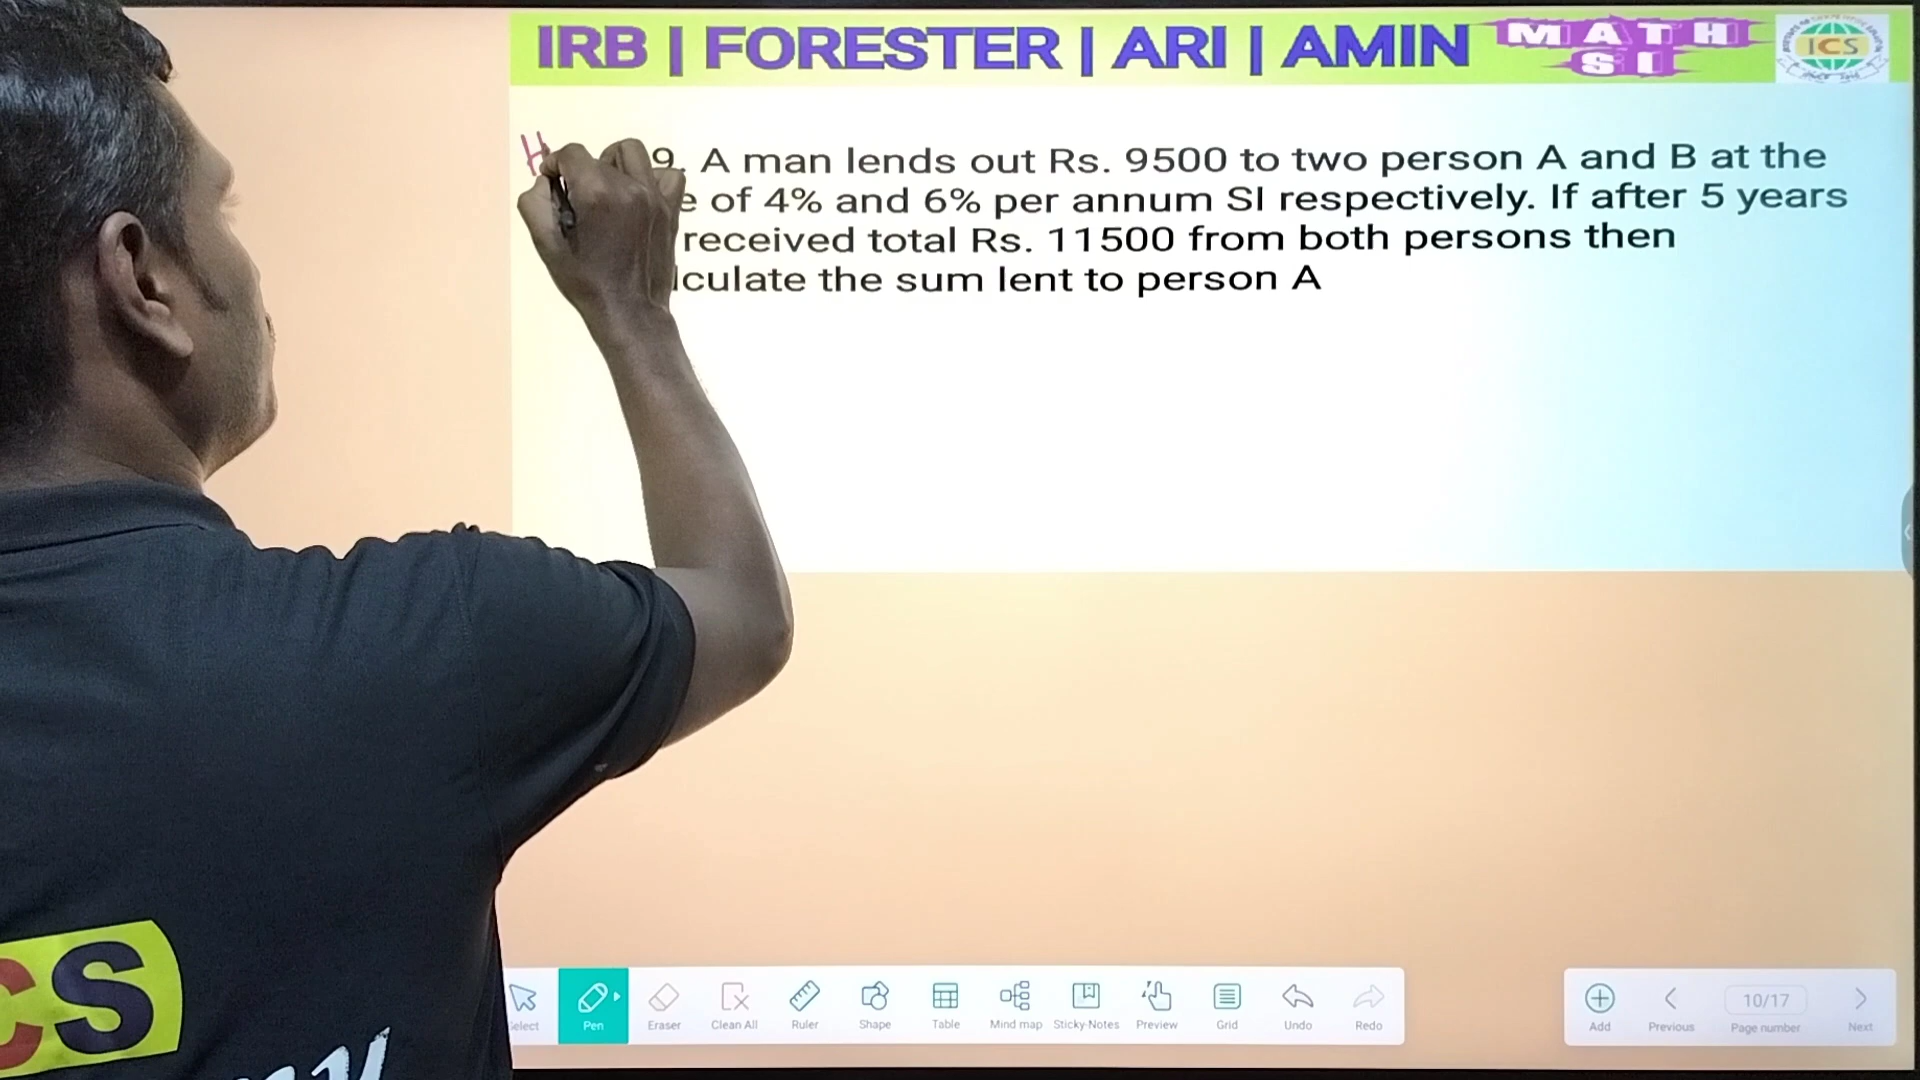 IRB | FORESTER | ARI | AMIN
MATH
SI
ICS
H
9. A man lends out Rs. 9500 to two person A and B at the
e of 4% and 6% per annum SI respectively. If after 5 years
received total Rs. 11500 from both persons then
lculate the sum lent to person A
CS
elect
Pen
Eraser
Clean All
Ruler
Shape
Table
Mind map
Sticky-Notes
Preview
Grid
Undo
Redo
Add
Previous
10/17
Page number
Next